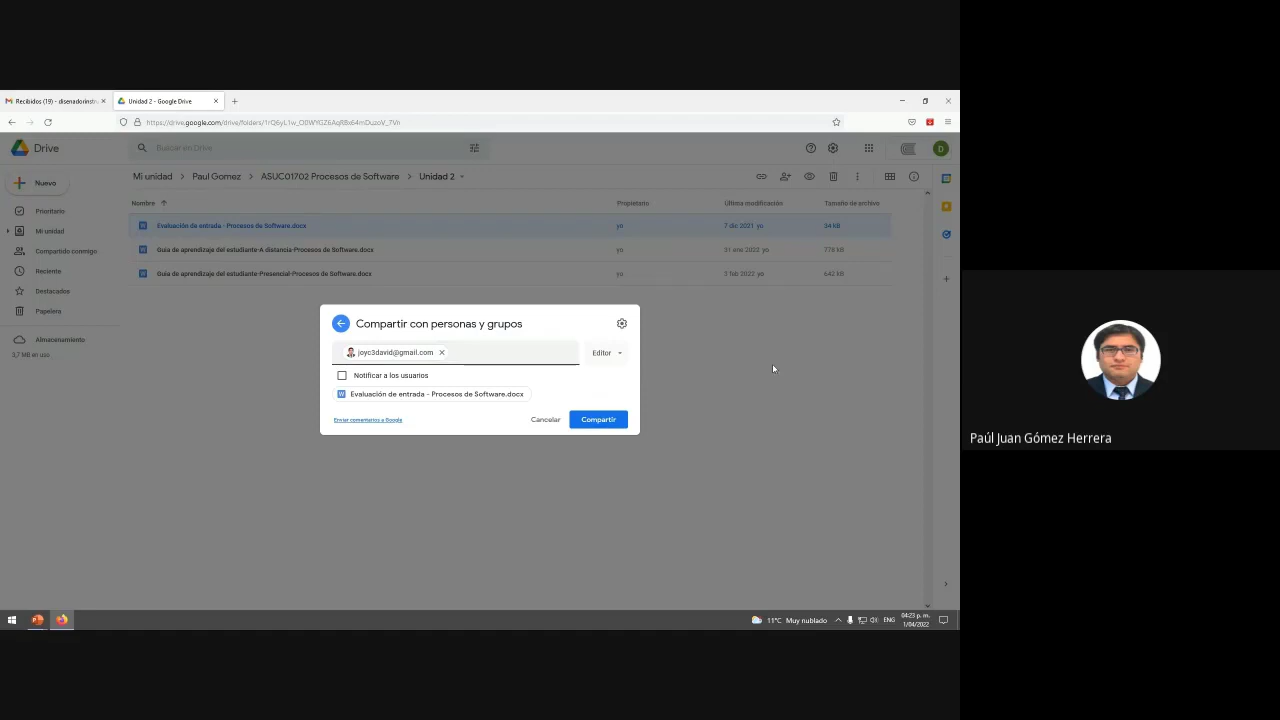 Recibidos (19) - disenadorinstru
Unidad 2 - Google Drive
https://drive.google.com/drive/folders/
Drive
Buscar en Drive
D
Nuevo
Mi unidad
Paul Gomez
ASUC01702 Procesos de Software
Unidad 2
Nombre
Propietario
Última modificación
Tamaño de archivo
Prioritario
Evaluación de entrada - Procesos de Software.docx
yo
7 dic 2021 yo
34 kB
Mi unidad
Compartido conmigo
Guía de aprendizaje del estudiante-A distancia-Procesos de Software.docx
yo
31 ene 2022 yo
778 kB
Reciente
Guía de aprendizaje del estudiante-Presencial-Procesos de Software.docx
yo
3 feb 2022 yo
642 kB
Destacados
Papelera
Almacenamiento
3,7 MB en uso
Compartir con personas y grupos
joyc3david@gmail.com
Editor
Notificar a los usuarios
Evaluación de entrada - Procesos de Software.docx
Enviar comentarios a Google
Cancelar
Compartir
Paúl Juan Gómez Herrera
11°C Muy nublado
ENG
04:23 p. m.
1/04/2022